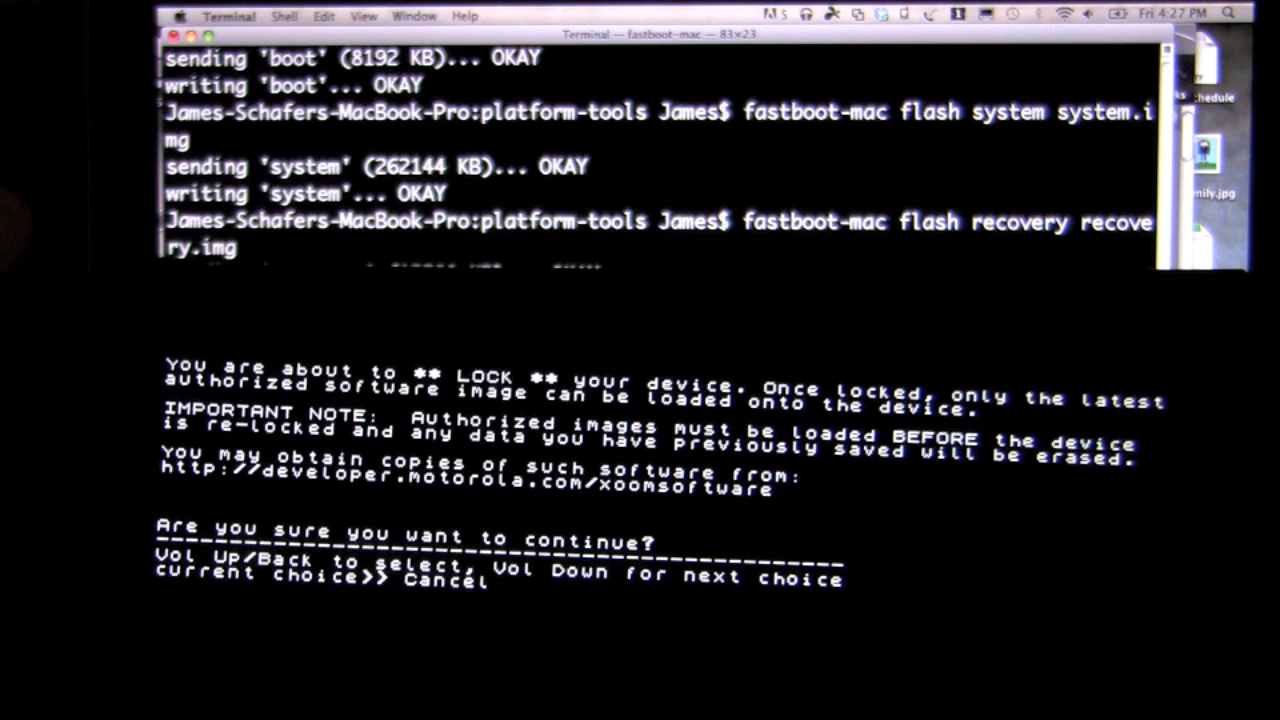 Terminal Shell Edit View Window Help
5 1 Fri 4:27 PM
Terminal — fastboot-mac — 83×23
sending 'boot' (8192 KB)... OKAY
writing 'boot'... OKAY
James-Schafers-MacBook-Pro:platform-tools James$ fastboot-mac flash system system.i
mg
sending 'system' (262144 KB)... OKAY
writing 'system'... OKAY
James-Schafers-MacBook-Pro:platform-tools James$ fastboot-mac flash recovery recove
ry.img
chedule
mily.jpg
You are about to ** LOCK ** your device. Once locked, only the latest
authorized software image can be loaded onto the device.
IMPORTANT NOTE: Authorized images must be loaded BEFORE the device
is re-locked and any data you have previously saved will be erased.
You may obtain copies of such software from:
http://developer.motorola.com/xoomsoftware
Are you sure you want to continue?
Vol Up/Back to select, Vol Down for next choice
current choice>> Cancel